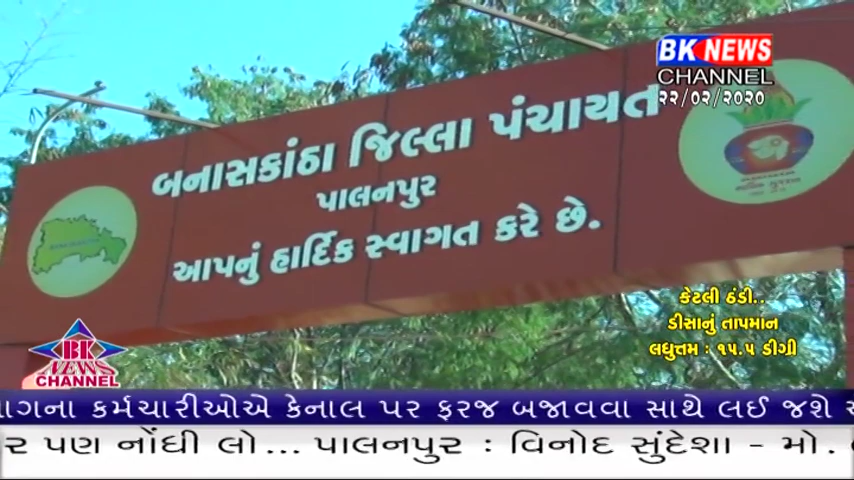 BK NEWS
CHANNEL
૨૨/૦૨/૨૦૨૦
બનાસકાંઠા જિલ્લા પંચાયત
પાલનપુર
આપનું હાર્દિક સ્વાગત કરે છે.
કેટલી ઠંડી..
ડીસાનું તાપમાન
લઘુત્તમ : ૧૫.૫ ડીગ્રી
BK
NEWS
CHANNEL
ાગના કર્મચારીઓએ કેનાલ પર ફરજ બજાવવા સાથે લઈ જશે
ર પણ નોંધી લો... પાલનપુર : વિનોદ સુંદેશા - મો.